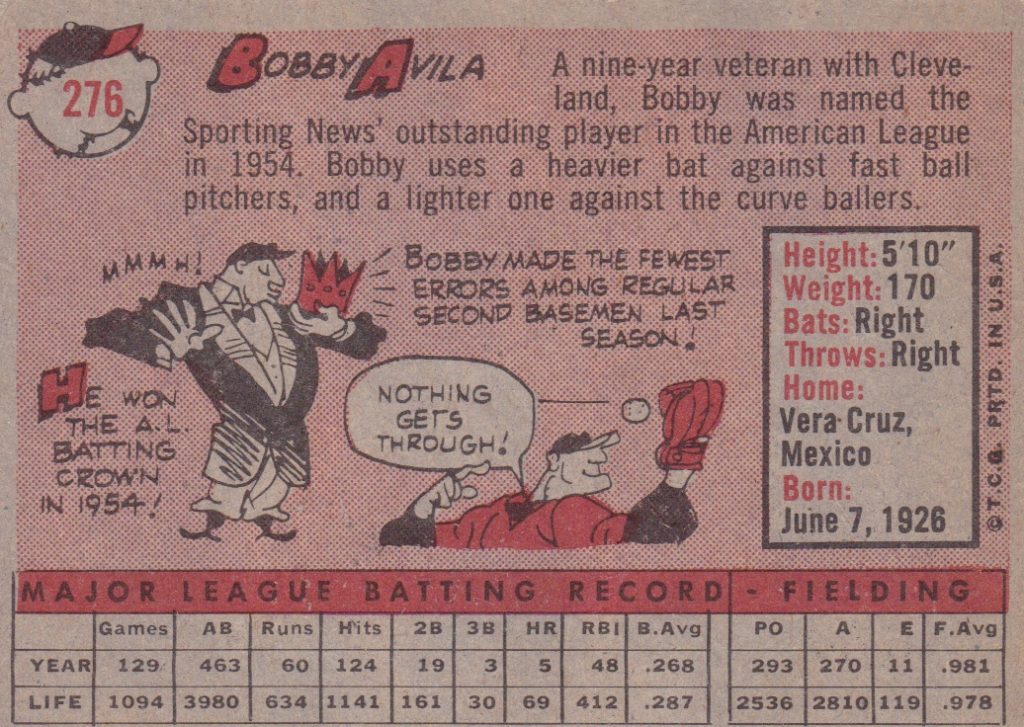 276
BOBBY AVILA
A nine-year veteran with Cleve-
land, Bobby was named the
Sporting News' outstanding player in the American League
in 1954. Bobby uses a heavier bat against fast ball
pitchers, and a lighter one against the curve ballers.
MMMH!
HE WON
THE A.L.
BATTING
CROWN
IN 1954!
BOBBY MADE THE FEWEST
ERRORS AMONG REGULAR
SECOND BASEMEN LAST
SEASON!
NOTHING
GETS
THROUGH!
Height: 5'10"
Weight: 170
Bats: Right
Throws: Right
Home:
Vera Cruz,
Mexico
Born:
June 7, 1926
© T.C.G. PRTD. IN U.S.A.
MAJOR LEAGUE BATTING RECORD - FIELDING
Games AB Runs Hits 2B 3B HR RBI B.Avg PO A E F.Avg
YEAR 129 463 60 124 19 3 5 48 .268 293 270 11 .981
LIFE 1094 3980 634 1141 161 30 69 412 .287 2536 2810 119 .978